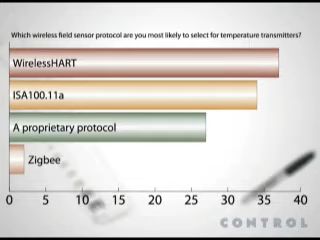 Which wireless field sensor protocol are you most likely to select for temperature transmitters?
WirelessHART
ISA100.11a
A proprietary protocol
Zigbee
0 5 10 15 20 25 30 35 40
CONTROL